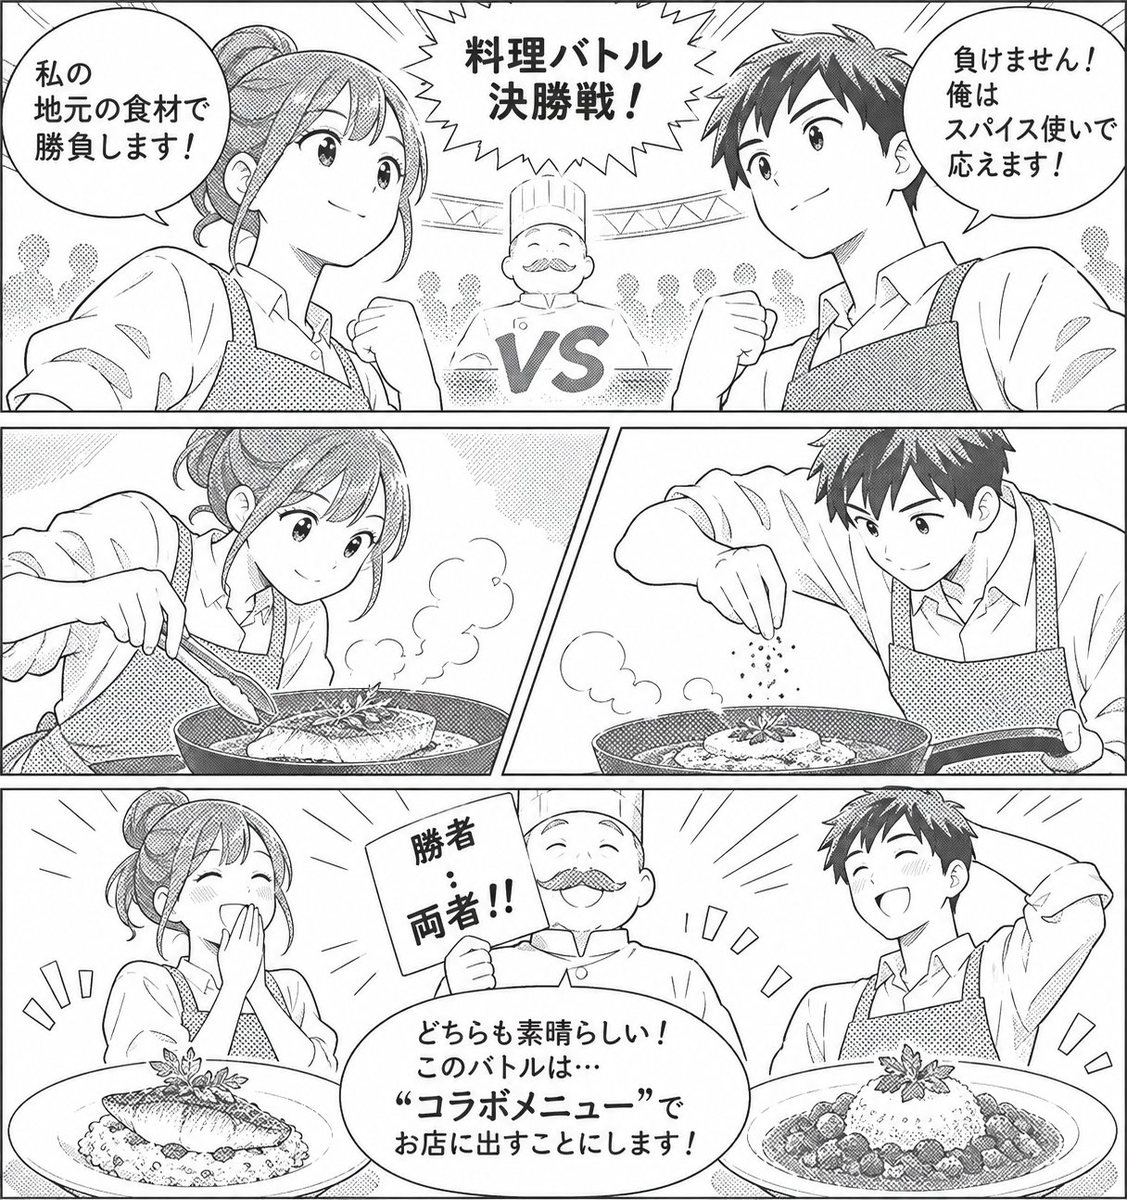 料理バトル
決勝戦！
私の
地元の食材で
勝負します！
負けません！
俺は
スパイス使いで
応えます！
VS
勝者
：
両者!!
どちらも素晴らしい！
このバトルは…
“コラボメニュー”で
お店に出すことにします！